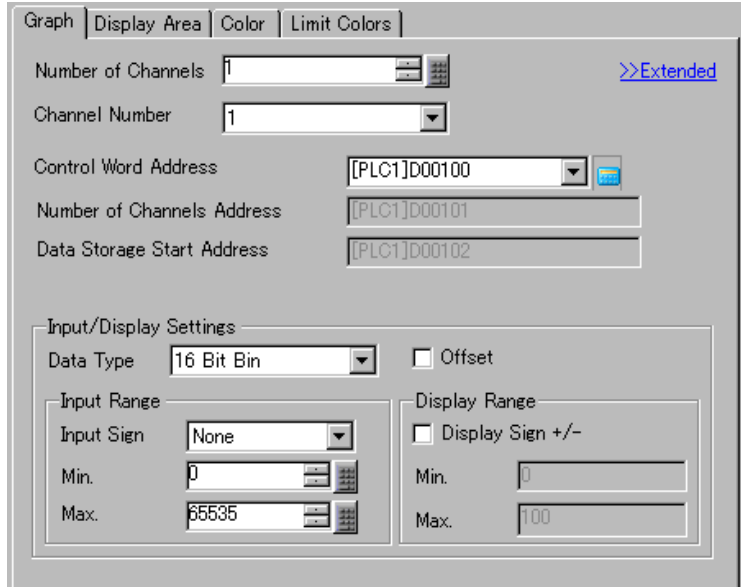 Graph Display Area Color Limit Colors
Number of Channels 1 >>Extended
Channel Number 1
Control Word Address [PLC1]D00100
Number of Channels Address [PLC1]D00101
Data Storage Start Address [PLC1]D00102
Input/Display Settings
Data Type 16 Bit Bin Offset
Input Range Display Range
Input Sign None Display Sign +/-
Min. 0 Min. 0
Max. 65535 Max. 100